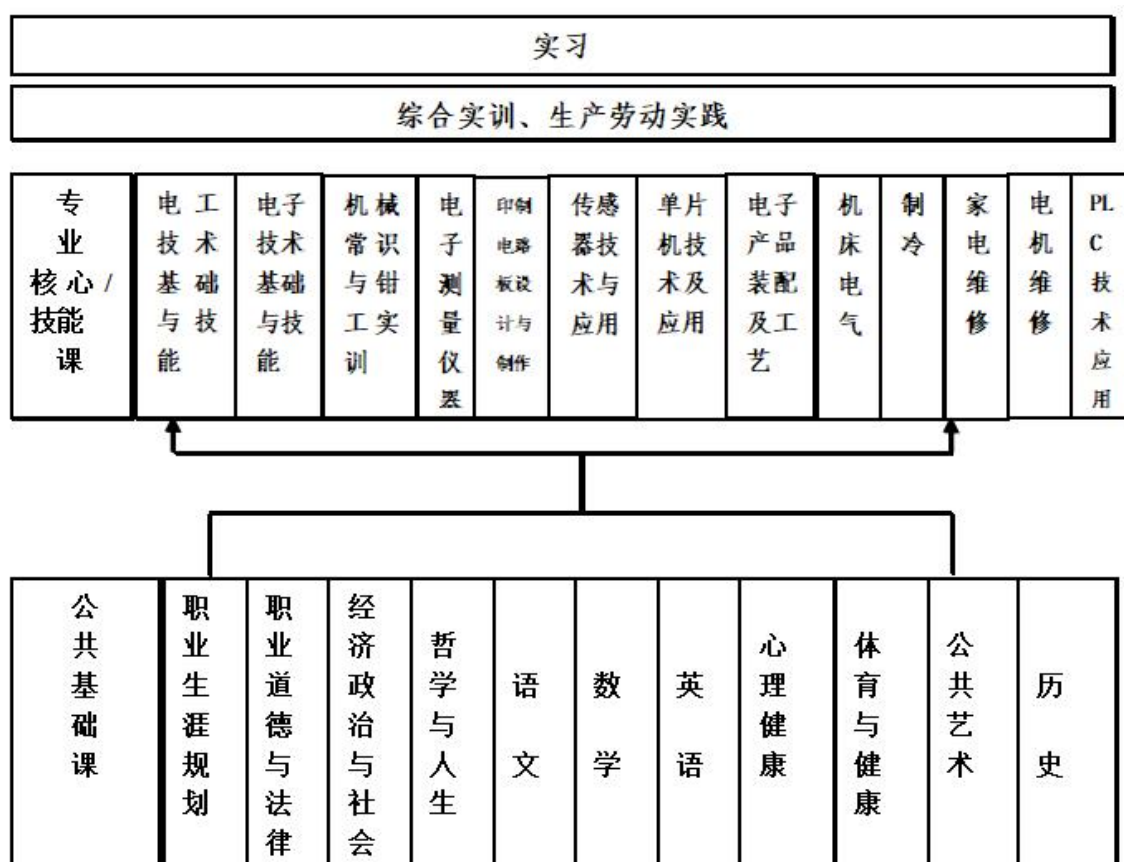 实习
综合实训、生产劳动实践
专
业
核心/
技能
课
电工
技术
基础
与技
能
电子
技术
基础
与技
能
机械
常识
与钳
工实
训
电
子
测
量
仪
器
印制
电路
板设
计与
制作
传感
器技
术与
应用
单片
机技
术及
应用
电子
产品
装配
及工
艺
机
床
电
气
制
冷
家
电
维
修
电
机
维
修
PL
C
技
术
应
用
公
共
基
础
课
职
业
生
涯
规
划
职
业
道
德
与
法
律
经
济
政
治
与
社
会
哲
学
与
人
生
语
文
数
学
英
语
心
理
健
康
体
育
与
健
康
公
共
艺
术
历
史